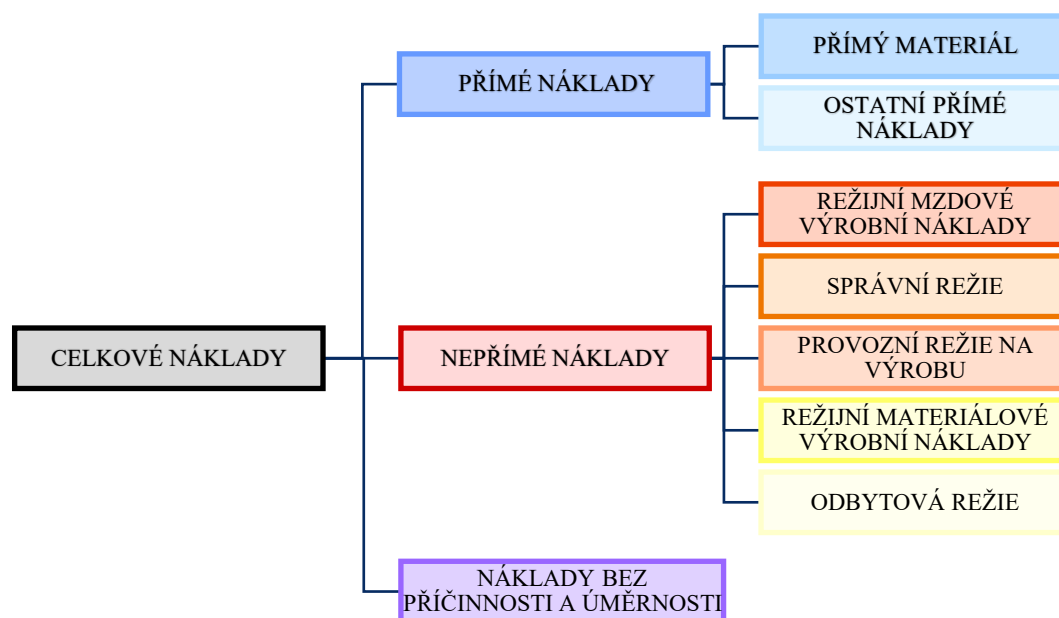 CELKOVÉ NÁKLADY
PŘÍMÉ NÁKLADY
PŘÍMÝ MATERIÁL
OSTATNÍ PŘÍMÉ
NÁKLADY
NEPŘÍMÉ NÁKLADY
REŽIJNÍ MZDOVÉ
VÝROBNÍ NÁKLADY
SPRÁVNÍ REŽIE
PROVOZNÍ REŽIE NA
VÝROBU
REŽIJNÍ MATERIÁLOVÉ
VÝROBNÍ NÁKLADY
ODBYTOVÁ REŽIE
NÁKLADY BEZ
PŘÍČINNOSTI A ÚMĚRNOSTI